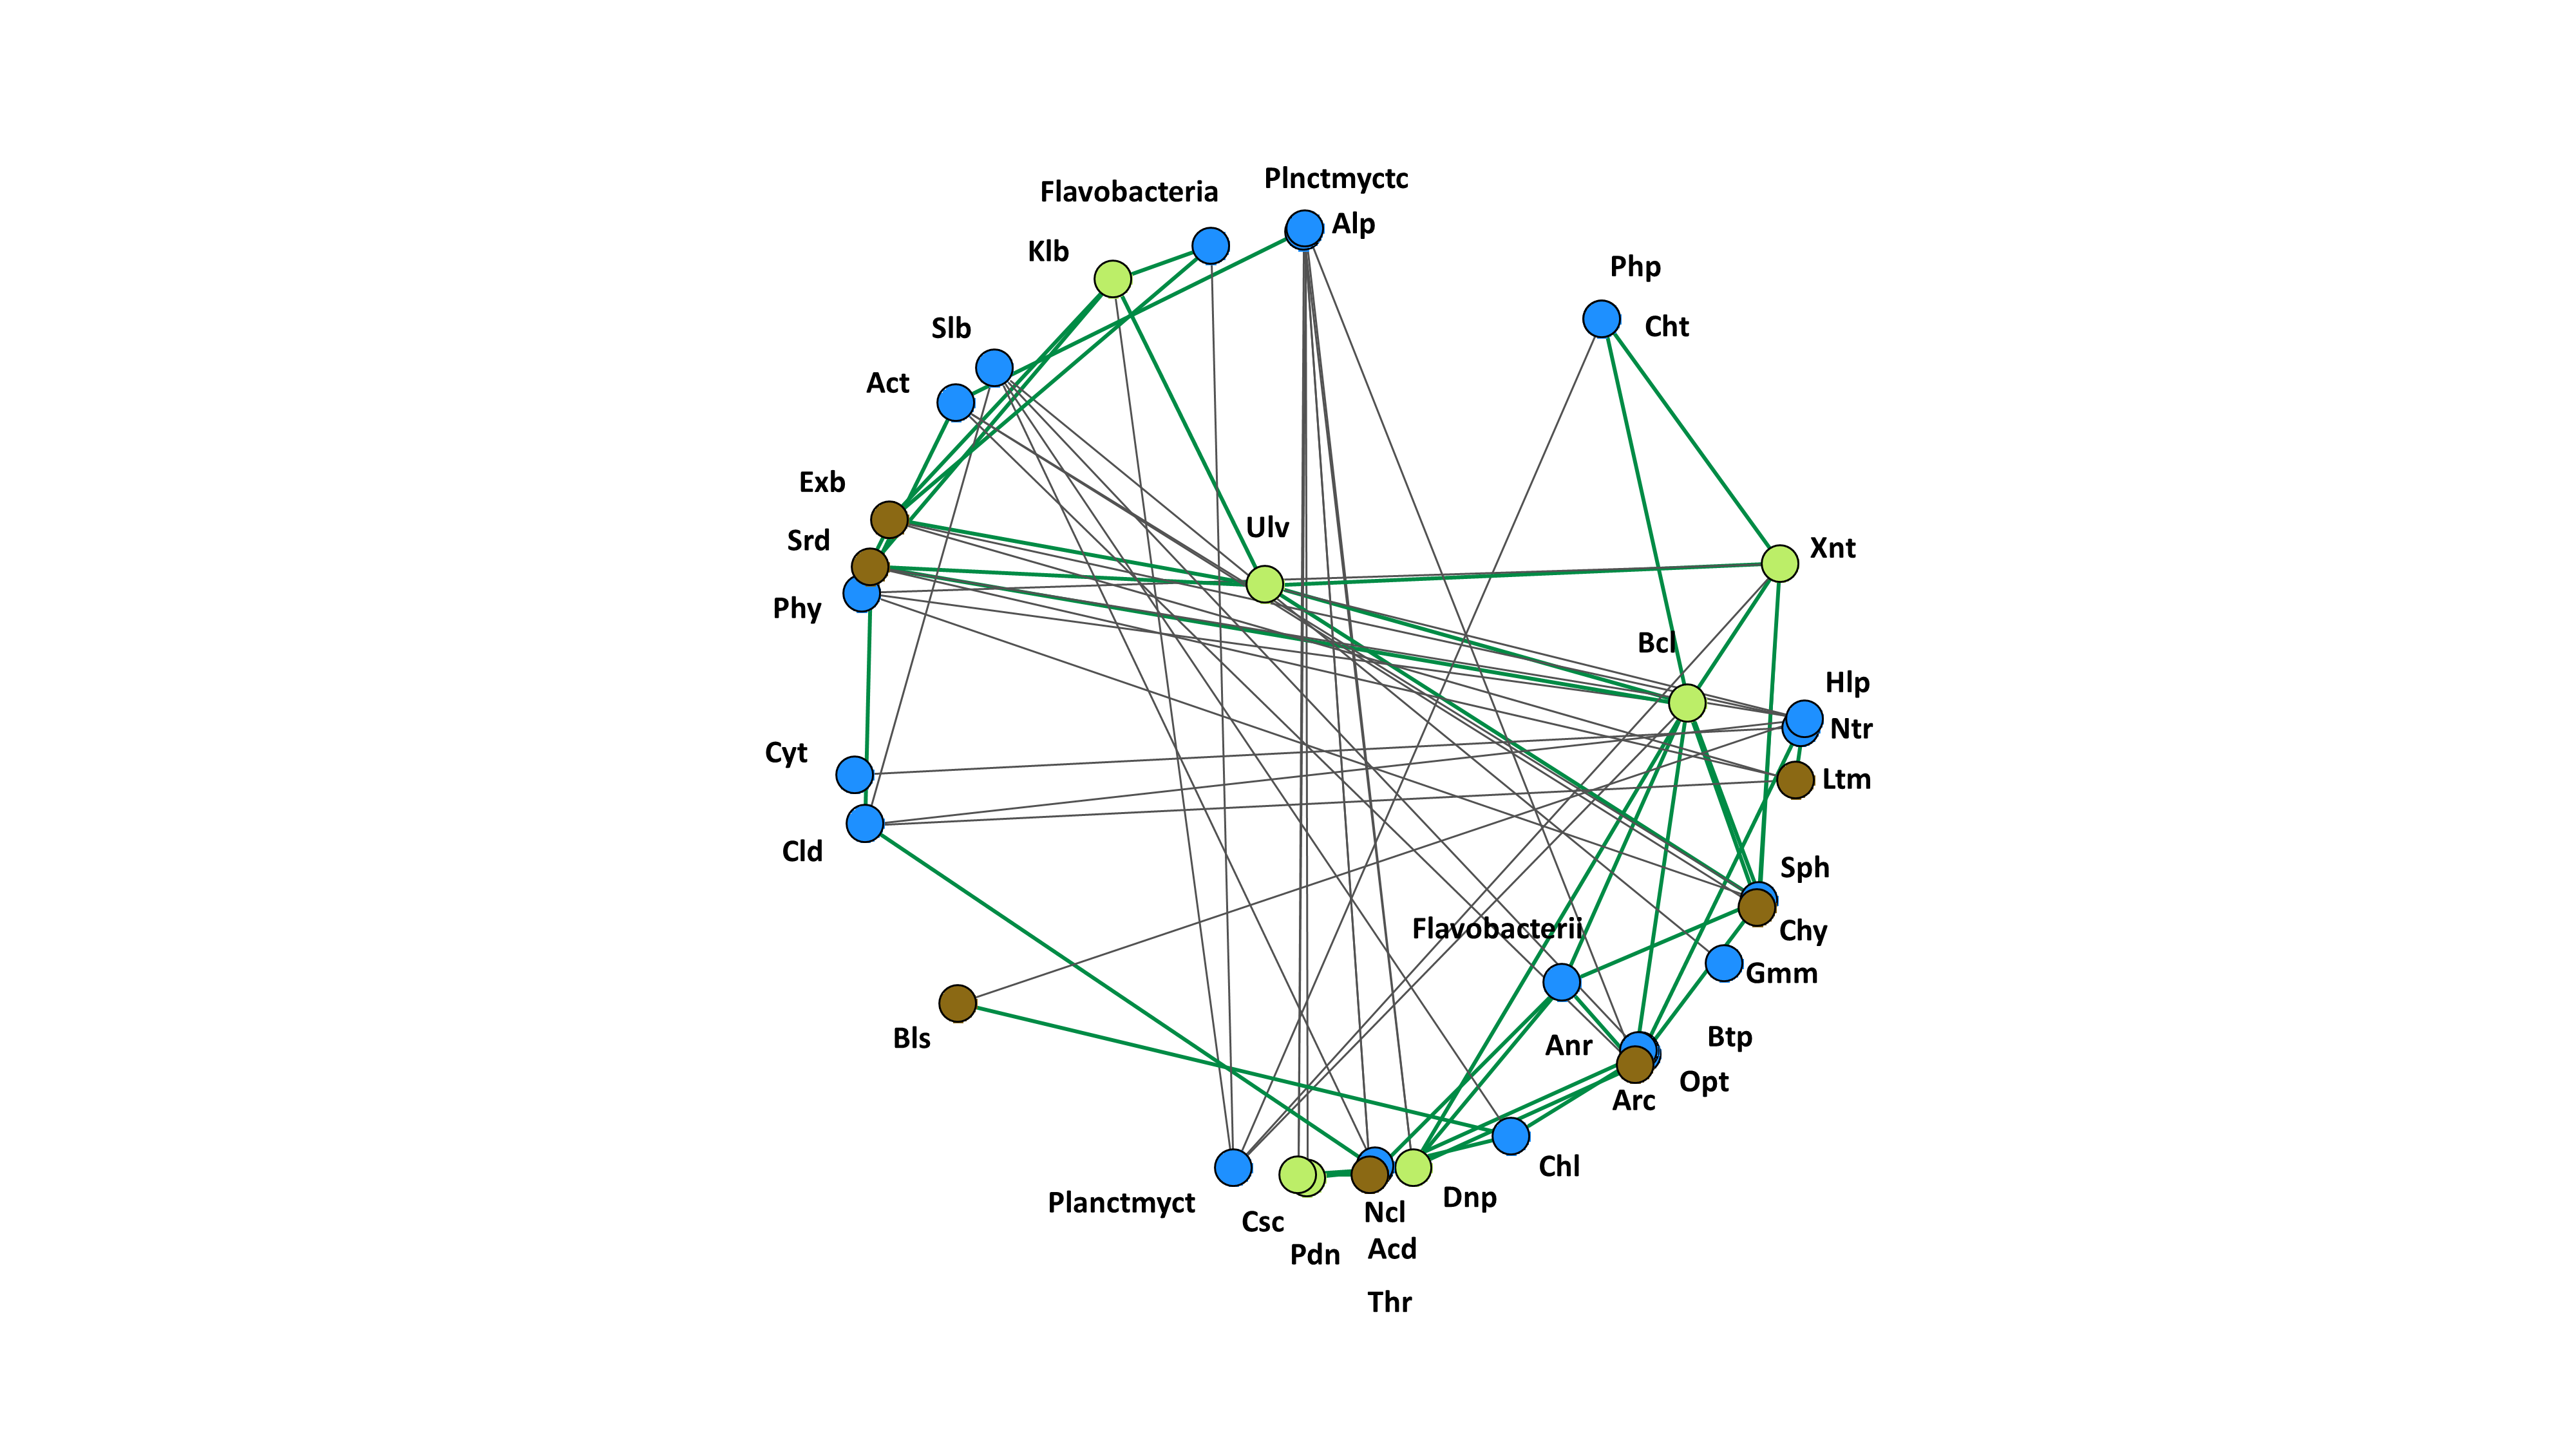 Plnctmyctc
Flavobacteria
Alp
Klb
Php
Slb
Cht
Act
Exb
Ulv
Srd
Xnt
Phy
Bcl
Hlp
Ntr
Cyt
Ltm
Cld
Sph
Flavobacterii
Chy
Gmm
Bls
Btp
Anr
Opt
Arc
Chl
Planctmyct
Dnp
Ncl
Csc
Acd
Pdn
Thr